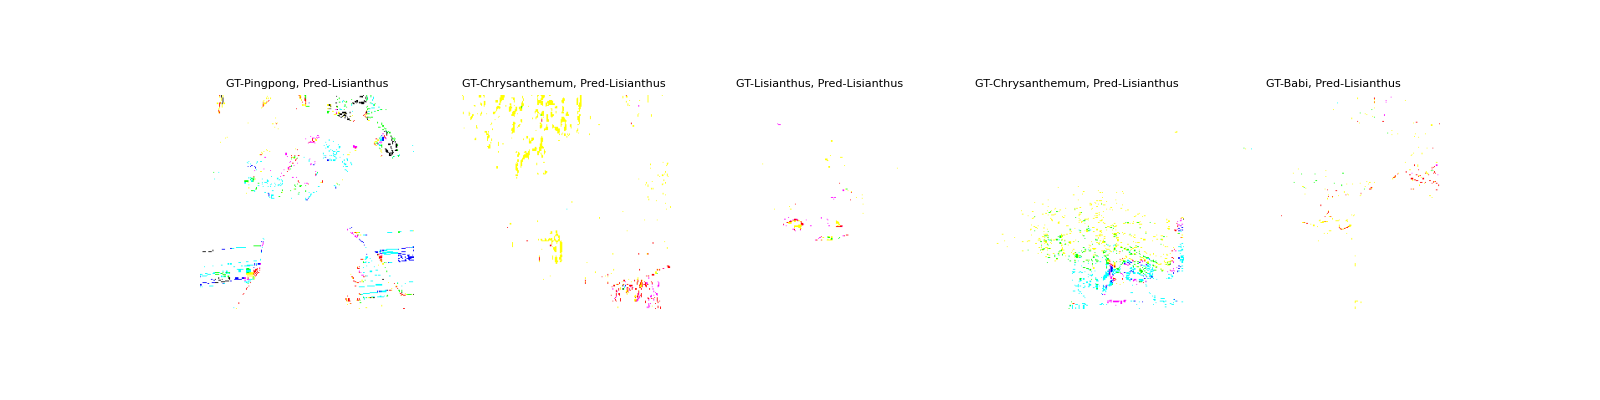 GT-Pingpong, Pred-Lisianthus
GT-Chrysanthemum, Pred-Lisianthus
GT-Lisianthus, Pred-Lisianthus
GT-Chrysanthemum, Pred-Lisianthus
GT-Babi, Pred-Lisianthus